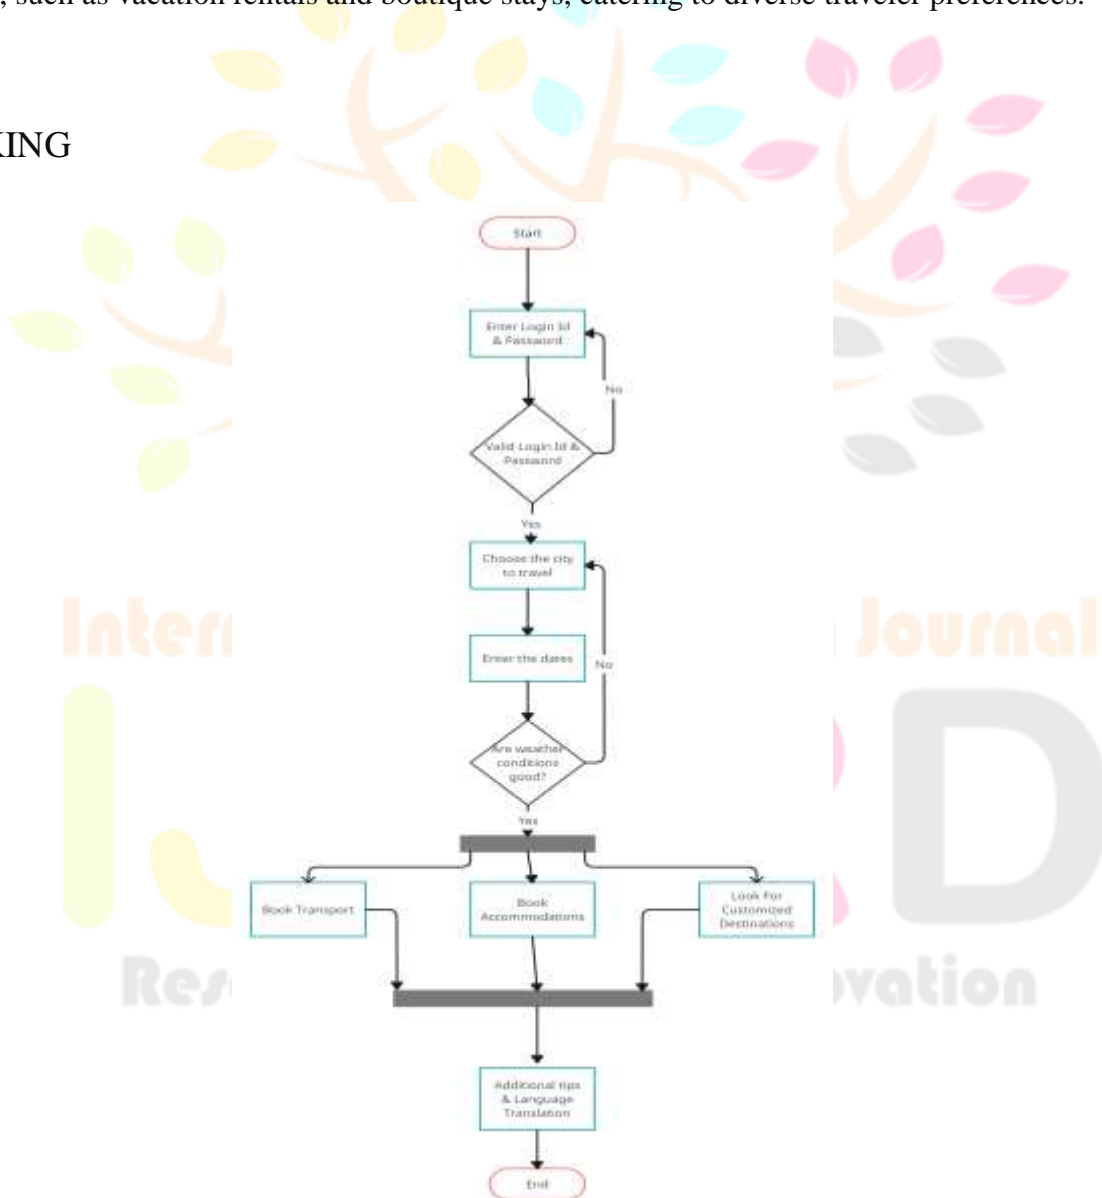 , such as vacation rentals and boutique stays, catering to diverse traveler preferences.
KING
Start
Enter Login Id
& Password
No
Valid Login Id &
Password
Yes
Choose the city
to travel
Enter the dates
No
Are weather
conditions
good?
Yes
Book Transport
Book
Accommodations
Look For
Customized
Destinations
Additional tips
& Language
Translation
End
Journal